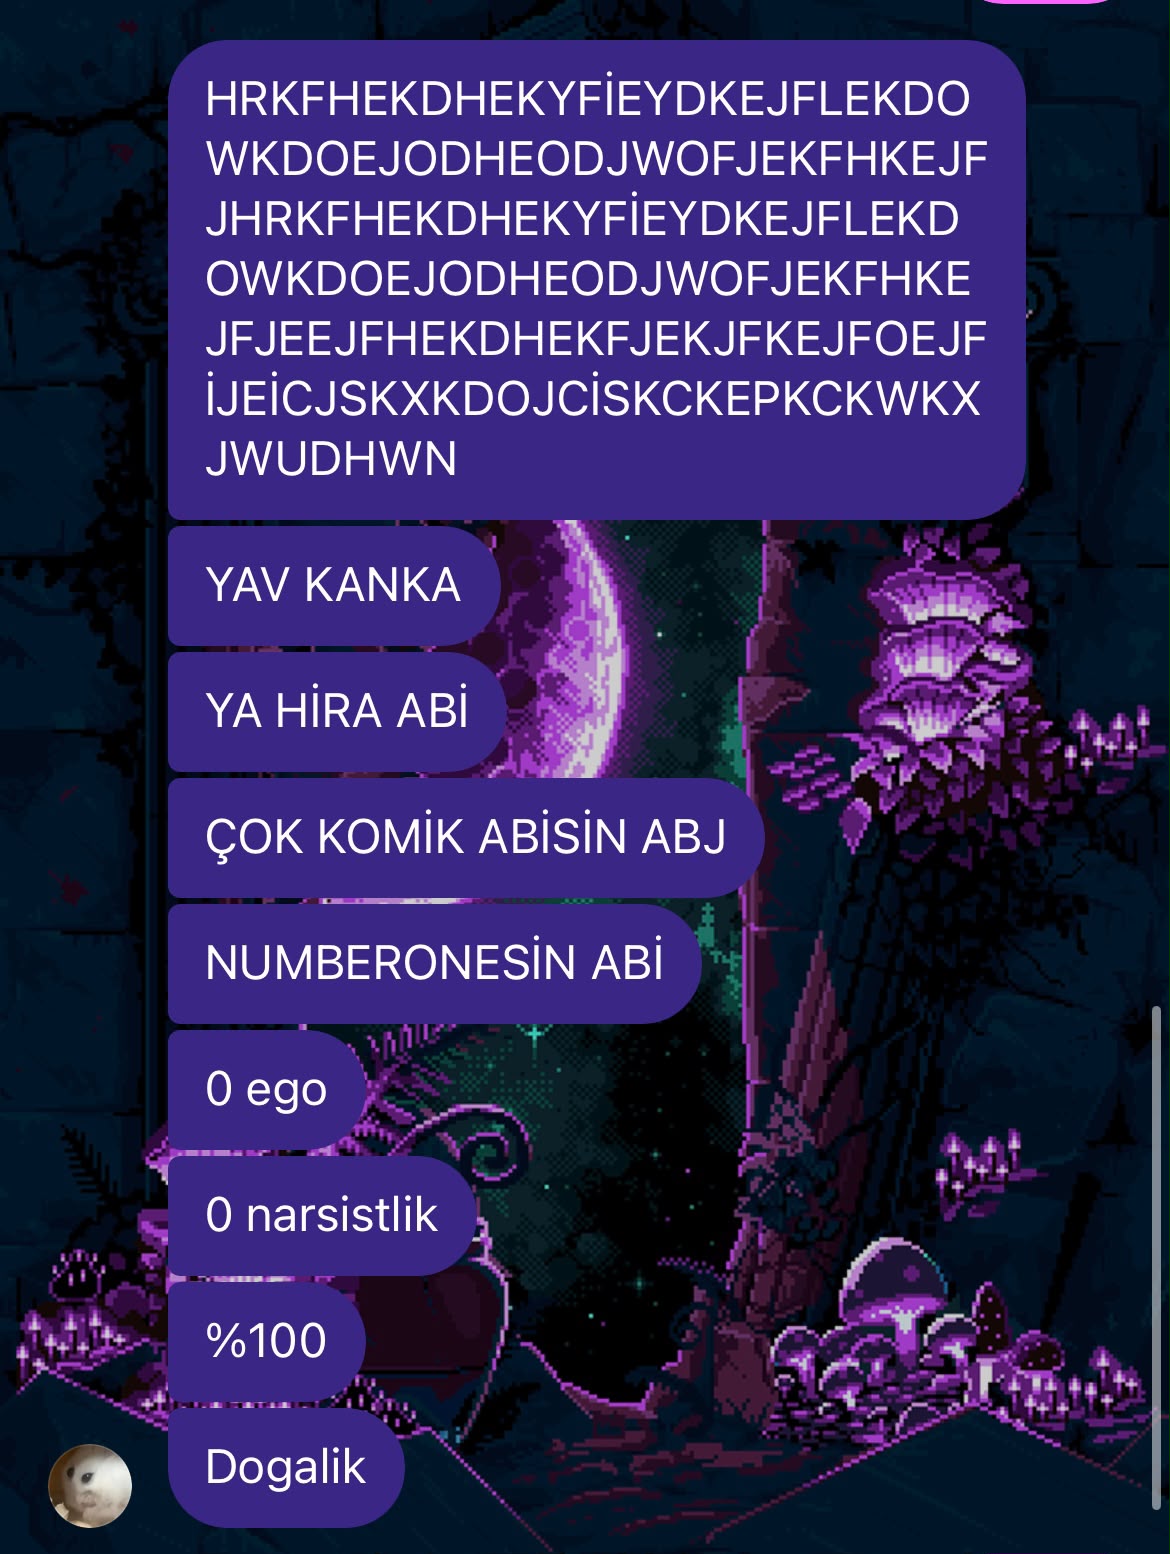 HRKFHEKDHEKYFİEYDKEJFLEKDO
WKDOEJODHEODJWOFJEKFHKEJF
JHRKFHEKDHEKYFİEYDKEJFLEKD
OWKDOEJODHEODJWOFJEKFHKE
JFJEEJFHEKDHEKFJEKJFKEJFOEJF
İJEİCJSKXKDOJCİSKCKEPKCKWKX
JWUDHWN
YAV KANKA
YA HİRA ABİ
ÇOK KOMİK ABİSİN ABJ
NUMBERONESİN ABİ
0 ego
0 narsistlik
%100
Dogalik